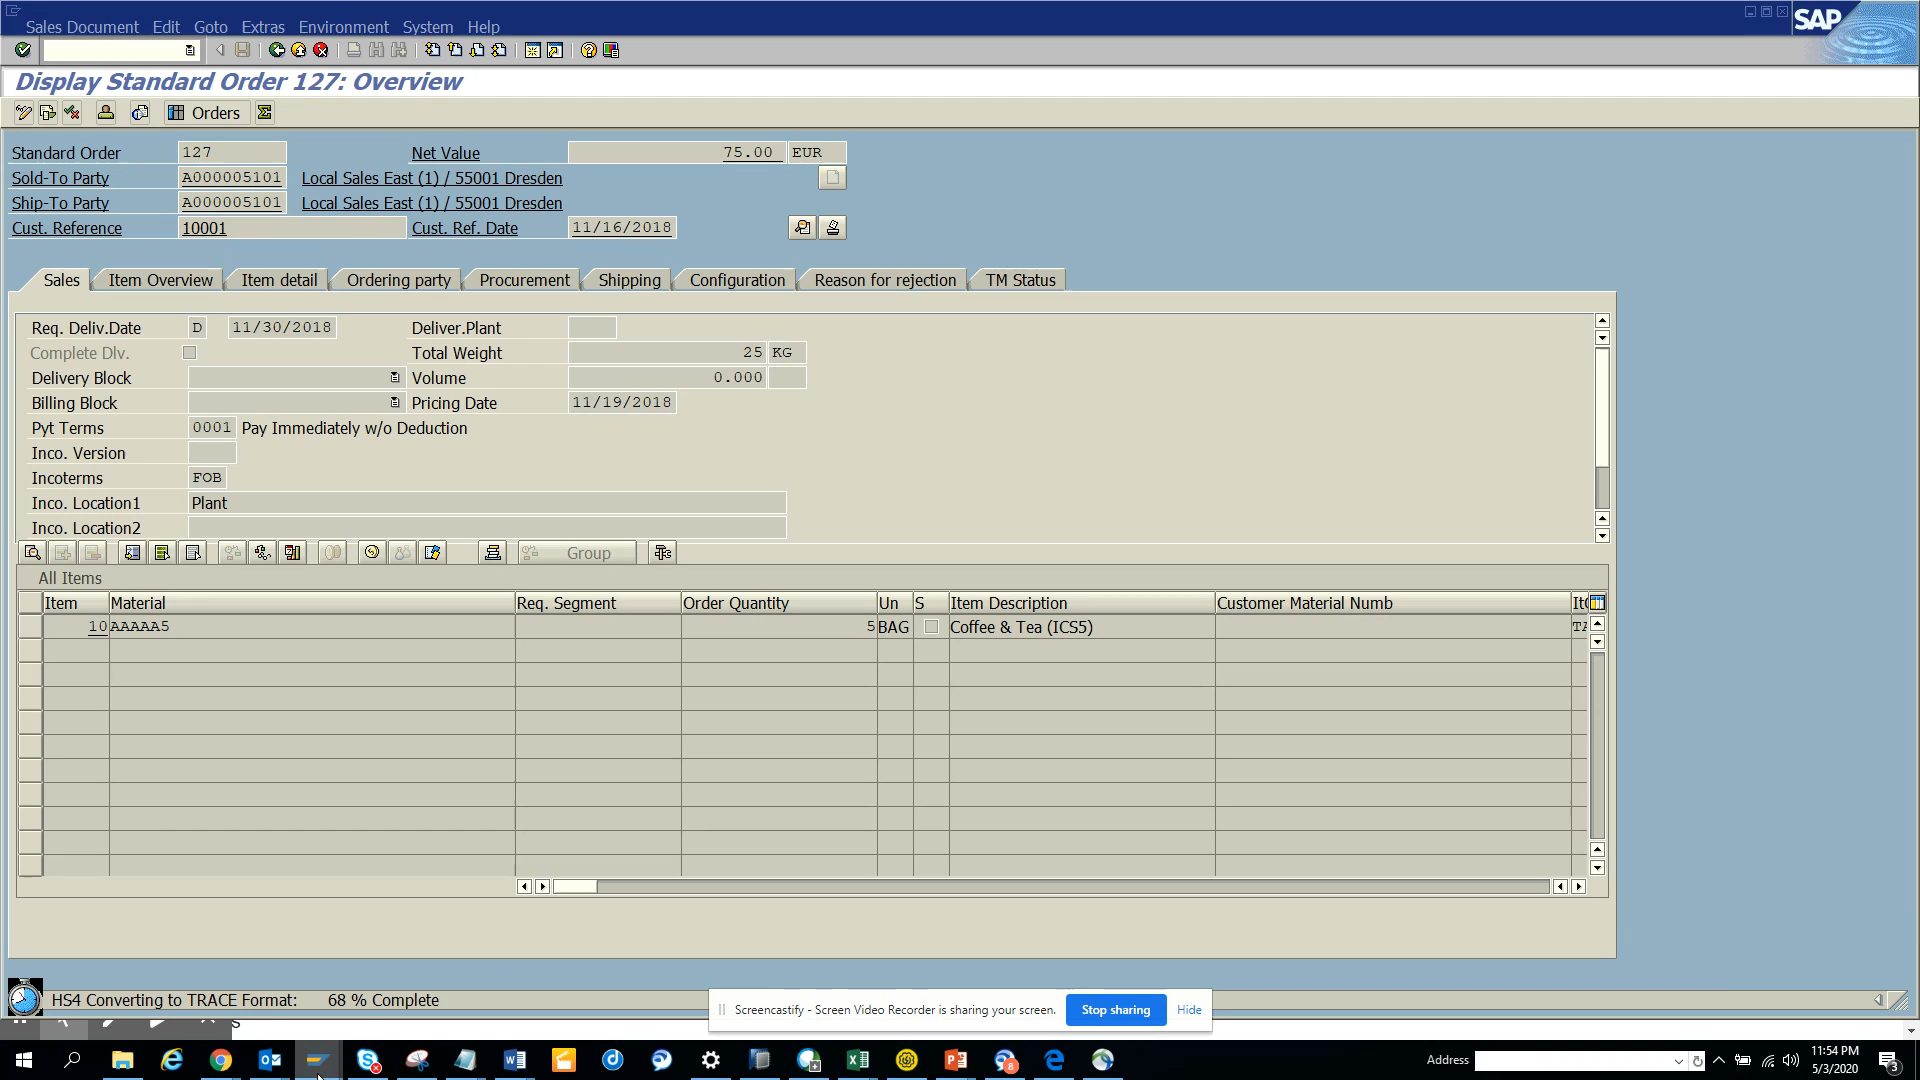 Sales Document Edit Goto Extras Environment System Help
SAP
Display Standard Order 127: Overview
Orders
Standard Order 127 Net Value 75.00 EUR
Sold-To Party A000005101 Local Sales East (1) / 55001 Dresden
Ship-To Party A000005101 Local Sales East (1) / 55001 Dresden
Cust. Reference 10001 Cust. Ref. Date 11/16/2018
Sales Item Overview Item detail Ordering party Procurement Shipping Configuration Reason for rejection TM Status
Req. Deliv.Date D 11/30/2018 Deliver.Plant
Complete Dlv. Total Weight 25 KG
Delivery Block Volume 0.000
Billing Block Pricing Date 11/19/2018
Pyt Terms 0001 Pay Immediately w/o Deduction
Inco. Version
Incoterms FOB
Inco. Location1 Plant
Inco. Location2
Group
All Items
Item Material Req. Segment Order Quantity Un S Item Description Customer Material Numb
10 AAAAA5 5 BAG Coffee & Tea (ICS5) TA
HS4 Converting to TRACE Format: 68 % Complete
Screencastify - Screen Video Recorder is sharing your screen. Stop sharing Hide
Address 11:54 PM
5/3/2020
8
3